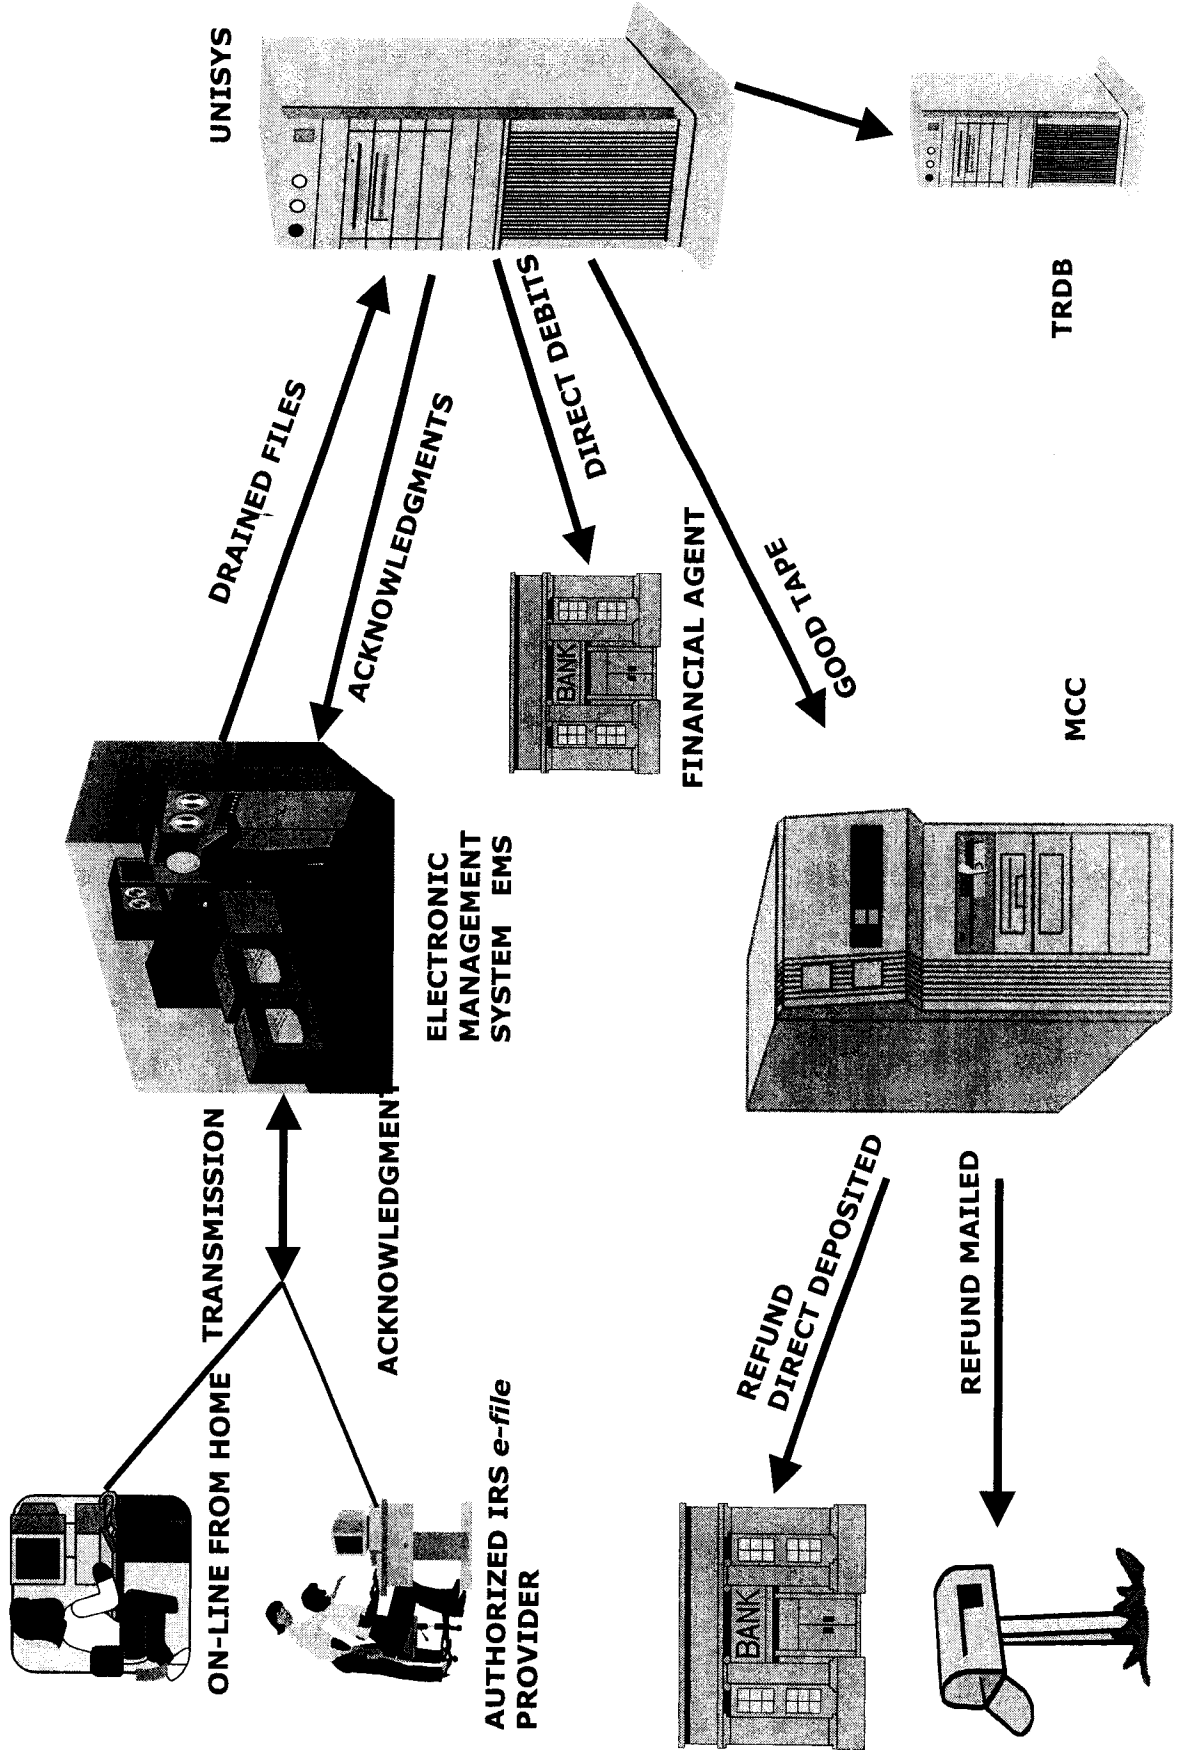 ON-LINE FROM HOME
TRANSMISSION
DRAINED FILES
UNISYS
ACKNOWLEDGMENT
ACKNOWLEDGMENTS
AUTHORIZED IRS e-file
PROVIDER
ELECTRONIC
MANAGEMENT
SYSTEM EMS
DIRECT DEBITS
BANK
FINANCIAL AGENT
GOOD TAPE
REFUND
DIRECT DEPOSITED
BANK
REFUND MAILED
MCC
TRDB